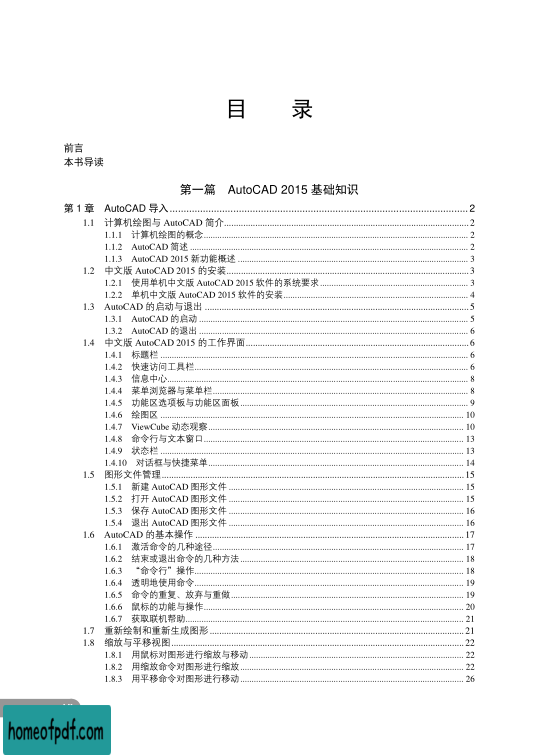 目 录
前言
本书导读
第一篇 AutoCAD 2015 基础知识
第 1 章 AutoCAD 导入 2
1.1 计算机绘图与 AutoCAD 简介 2
1.1.1 计算机绘图的概念 2
1.1.2 AutoCAD 简述 2
1.1.3 AutoCAD 2015 新功能概述 3
1.2 中文版 AutoCAD 2015 的安装 3
1.2.1 使用单机中文版 AutoCAD 2015 软件的系统要求 3
1.2.2 单机中文版 AutoCAD 2015 软件的安装 4
1.3 AutoCAD 的启动与退出 5
1.3.1 AutoCAD 的启动 5
1.3.2 AutoCAD 的退出 6
1.4 中文版 AutoCAD 2015 的工作界面 6
1.4.1 标题栏 6
1.4.2 快速访问工具栏 6
1.4.3 信息中心 8
1.4.4 菜单浏览器与菜单栏 8
1.4.5 功能区选项板与功能区面板 9
1.4.6 绘图区 10
1.4.7 ViewCube 动态观察 10
1.4.8 命令行与文本窗口 13
1.4.9 状态栏 13
1.4.10 对话框与快捷菜单 14
1.5 图形文件管理 15
1.5.1 新建 AutoCAD 图形文件 15
1.5.2 打开 AutoCAD 图形文件 15
1.5.3 保存 AutoCAD 图形文件 16
1.5.4 退出 AutoCAD 图形文件 16
1.6 AutoCAD 的基本操作 17
1.6.1 激活命令的几种途径 17
1.6.2 结束或退出命令的几种方法 18
1.6.3 “命令行”操作 18
1.6.4 透明地使用命令 19
1.6.5 命令的重复、放弃与重做 19
1.6.6 鼠标的功能与操作 20
1.6.7 获取联机帮助 21
1.7 重新绘制和重新生成图形 21
1.8 缩放与平移视图 22
1.8.1 用鼠标对图形进行缩放与移动 22
1.8.2 用缩放命令对图形进行缩放 22
1.8.3 用平移命令对图形进行移动 26
homeofpdf.com